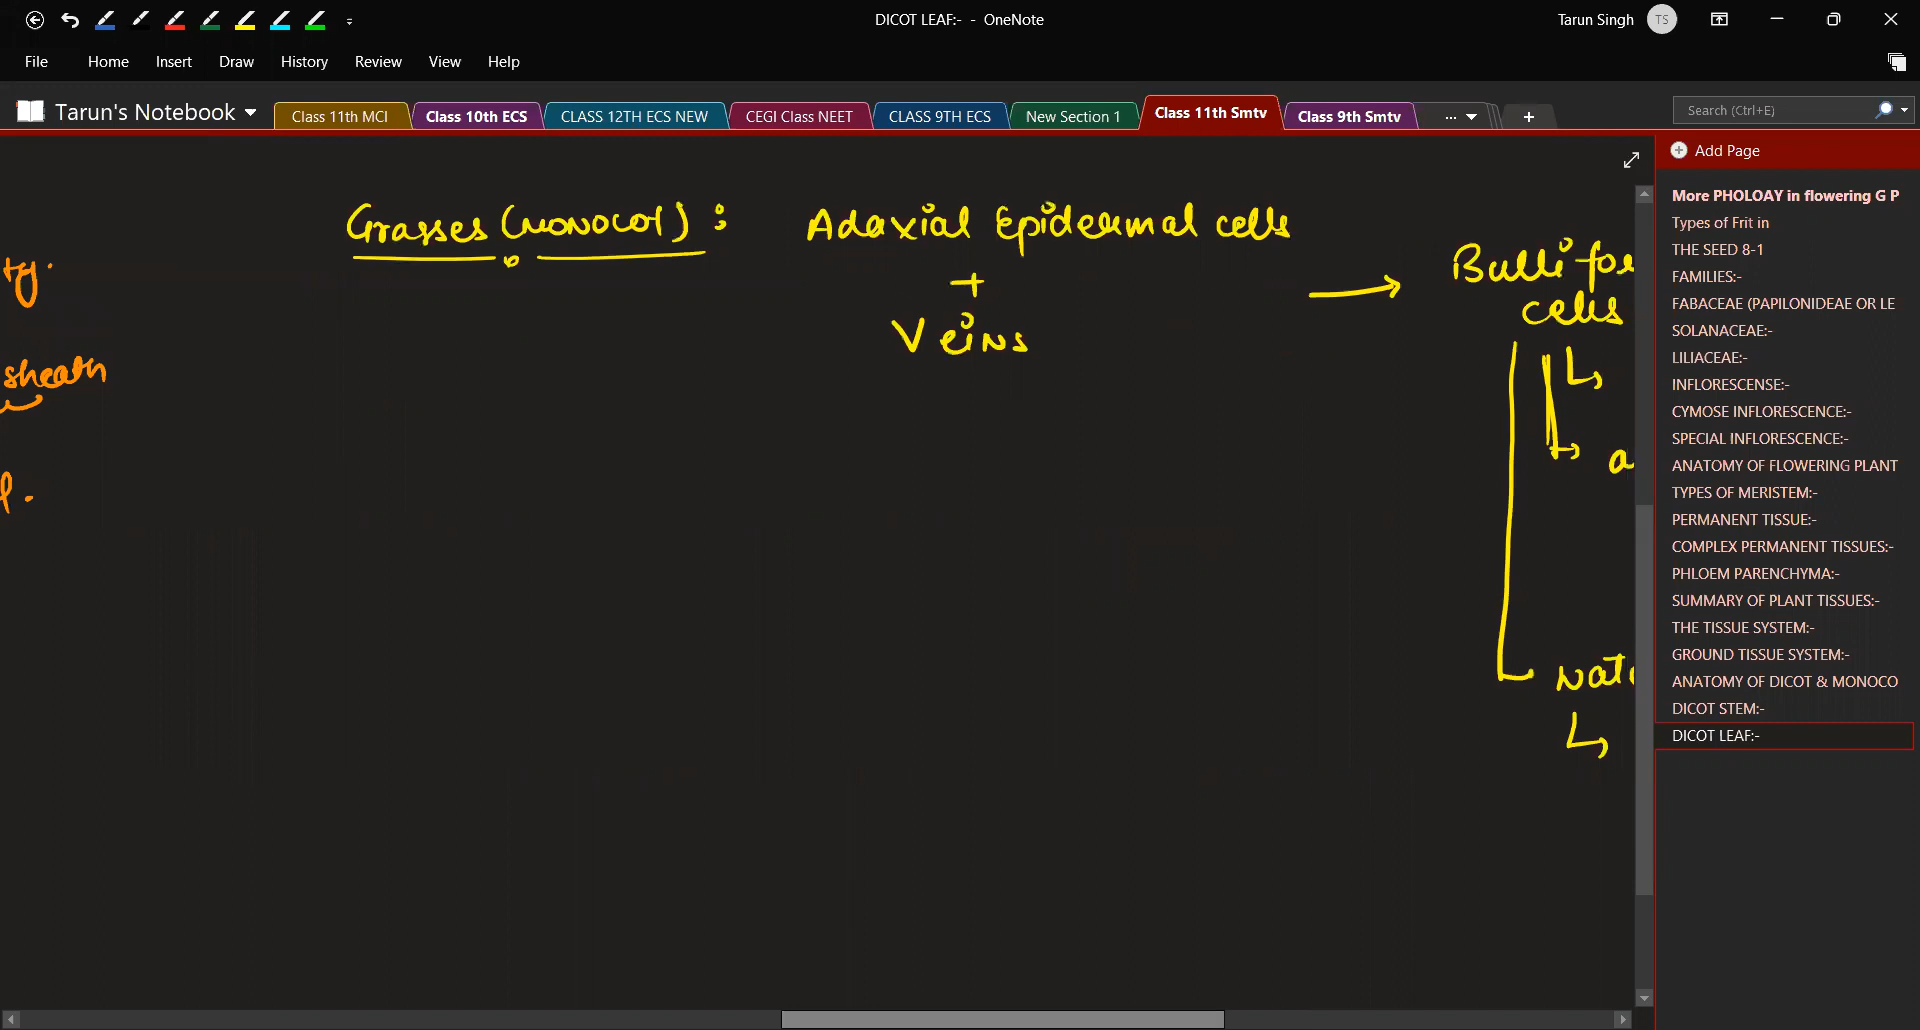 DICOT LEAF:- - OneNote
Tarun Singh
TS
File Home Insert Draw History Review View Help
Tarun's Notebook
Class 11th MCI
Class 10th ECS
CLASS 12TH ECS NEW
CEGI Class NEET
CLASS 9TH ECS
New Section 1
Class 11th Smtv
Class 9th Smtv
...
+
Search (Ctrl+E)
Add Page
More PHOLOAY in flowering G P
Types of Frit in
THE SEED 8-1
FAMILIES:-
FABACEAE (PAPILONIDEAE OR LE
SOLANACEAE:-
LILIACEAE:-
INFLORESCENSE:-
CYMOSE INFLORESCENCE:-
SPECIAL INFLORESCENCE:-
ANATOMY OF FLOWERING PLANT
TYPES OF MERISTEM:-
PERMANENT TISSUE:-
COMPLEX PERMANENT TISSUES:-
PHLOEM PARENCHYMA:-
SUMMARY OF PLANT TISSUES:-
THE TISSUE SYSTEM:-
GROUND TISSUE SYSTEM:-
ANATOMY OF DICOT & MONOCO
DICOT STEM:-
DICOT LEAF:-
ty.
sheath
Grasses (monocot) :
Adaxial Epidermal cells
+
Veins
→
Bullifo
cells
a